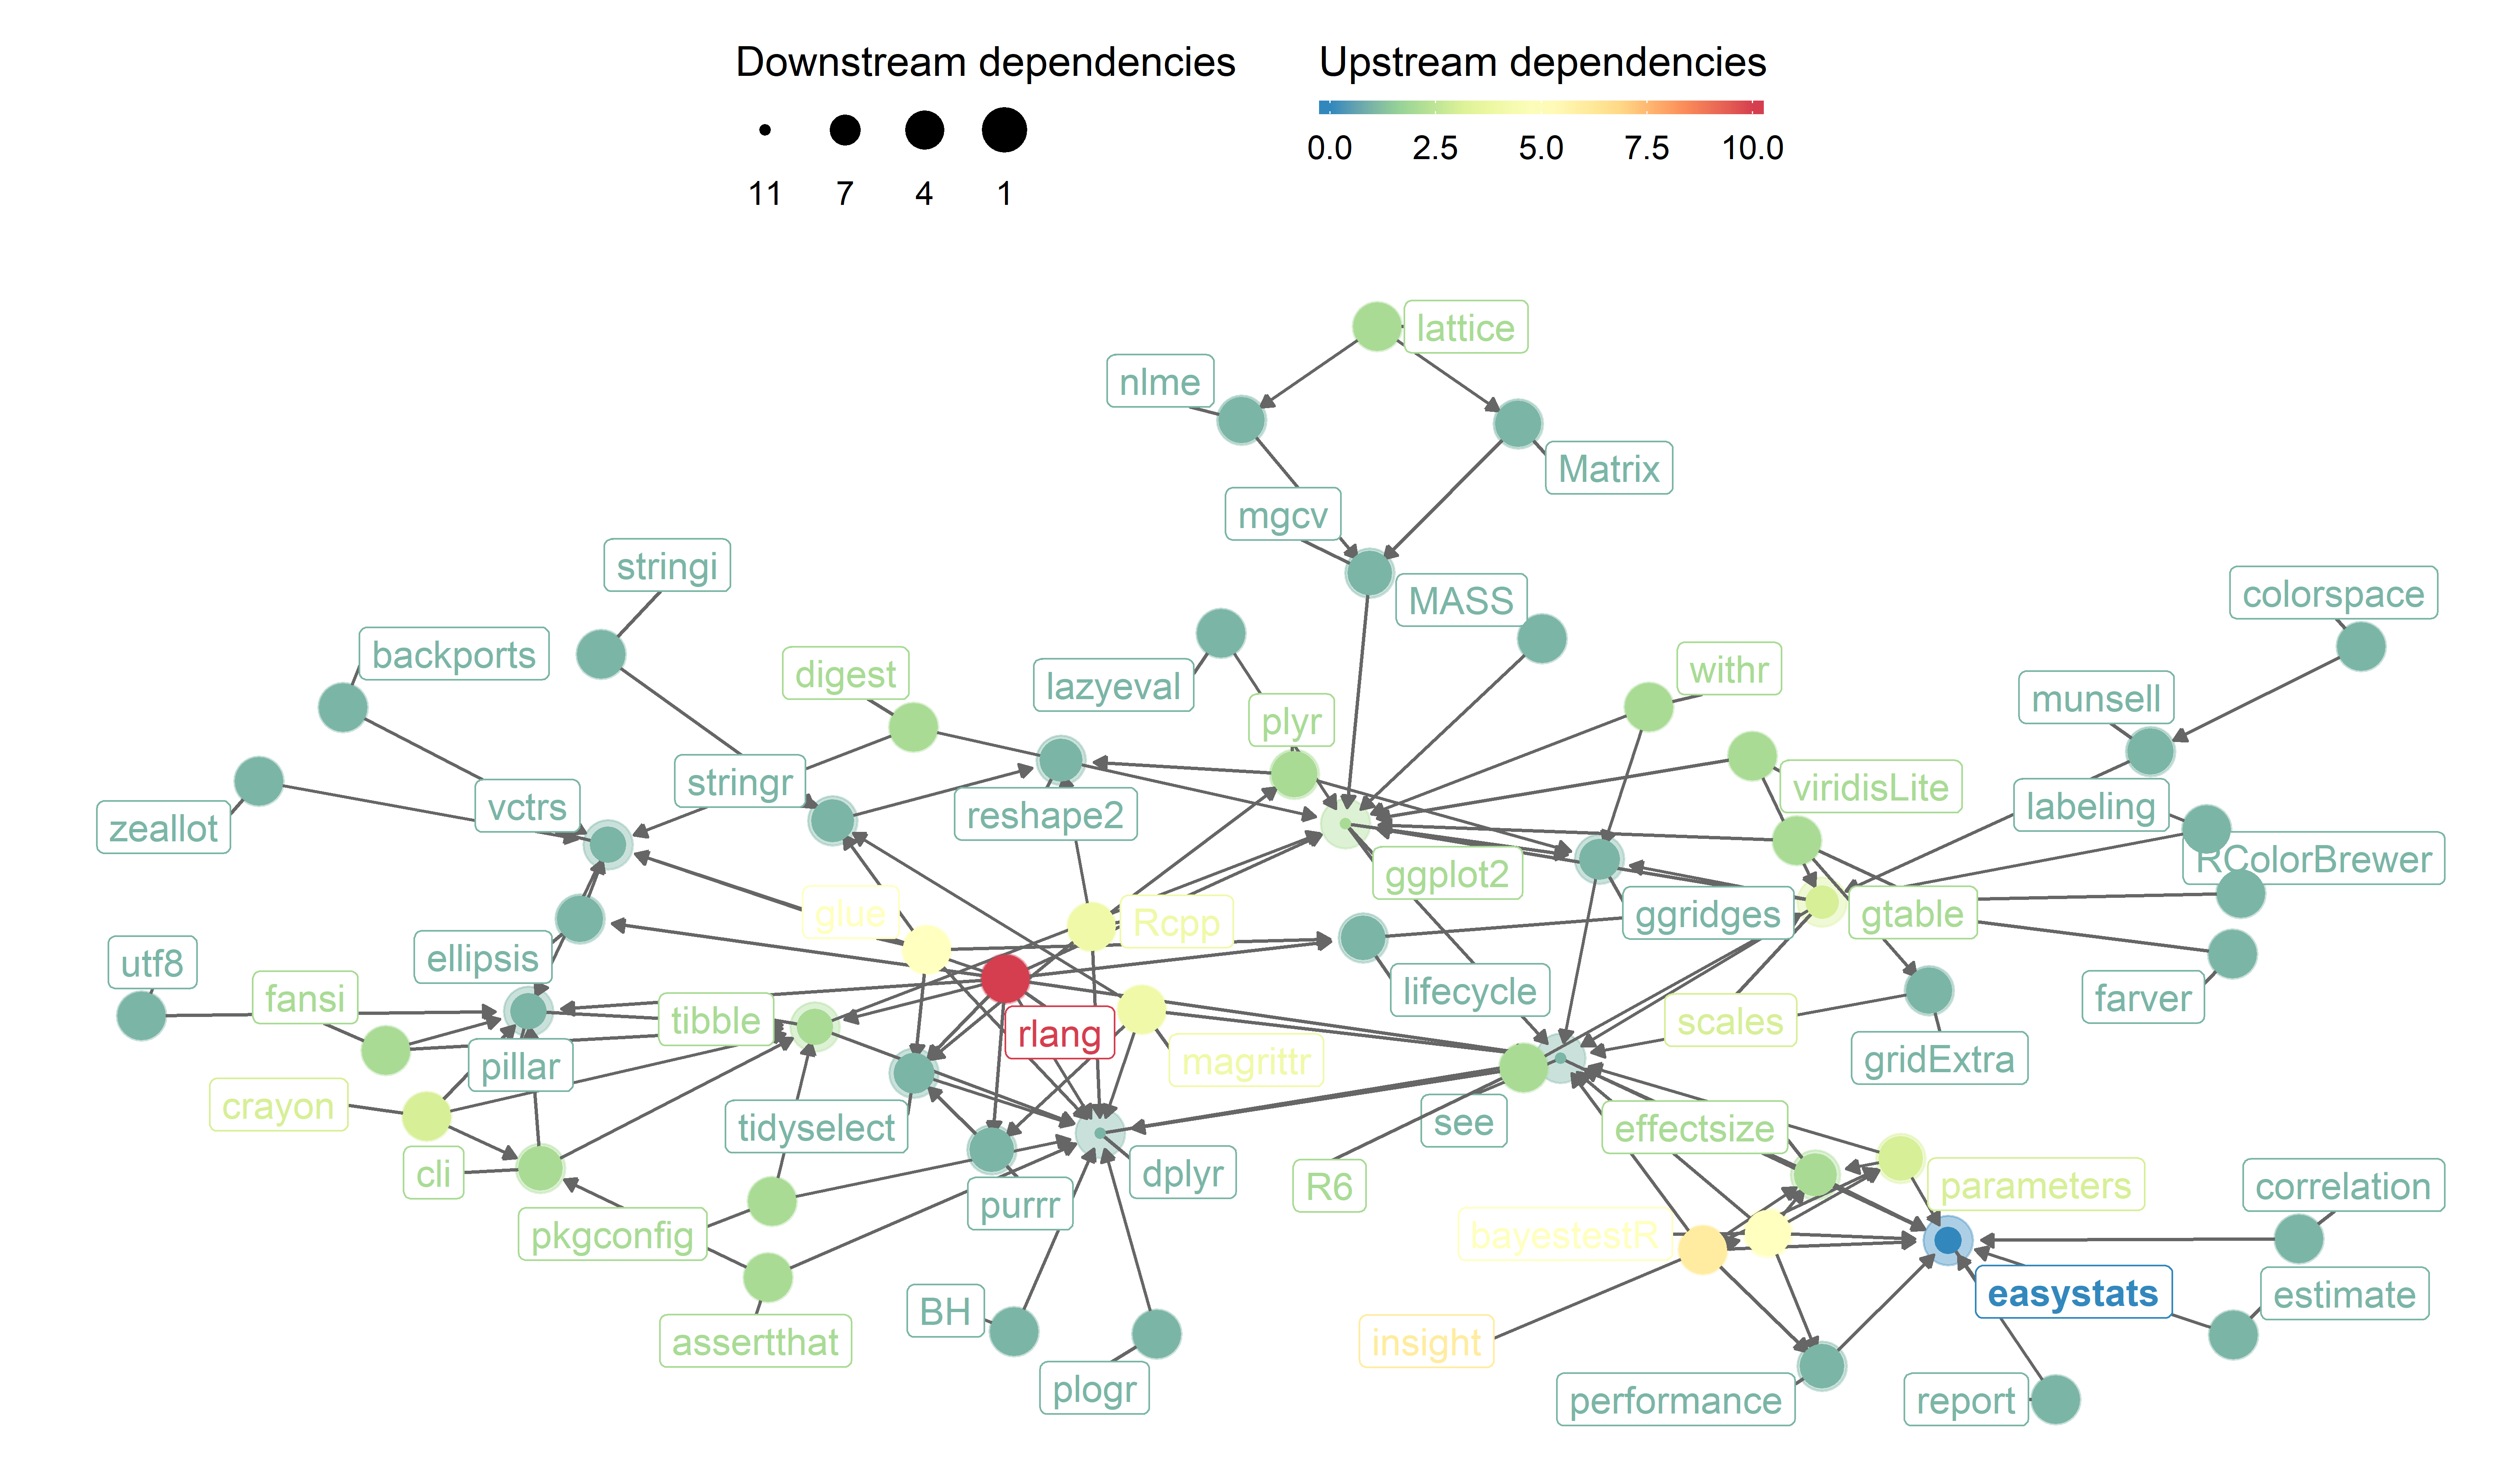 Downstream dependencies
11 7 4 1
Upstream dependencies
0.0 2.5 5.0 7.5 10.0
lattice
nlme
Matrix
mgcv
stringi
MASS
colorspace
backports
digest
lazyeval
withr
munsell
plyr
stringr
viridisLite
vctrs
reshape2
labeling
zeallot
RColorBrewer
ggplot2
glue
Rcpp
ggridges
gtable
ellipsis
utf8
fansi
lifecycle
farver
tibble
rlang
scales
pillar
magrittr
gridExtra
crayon
tidyselect
see
effectsize
cli
dplyr
R6
parameters
correlation
purrr
pkgconfig
bayestestR
easystats
estimate
BH
assertthat
insight
plogr
performance
report